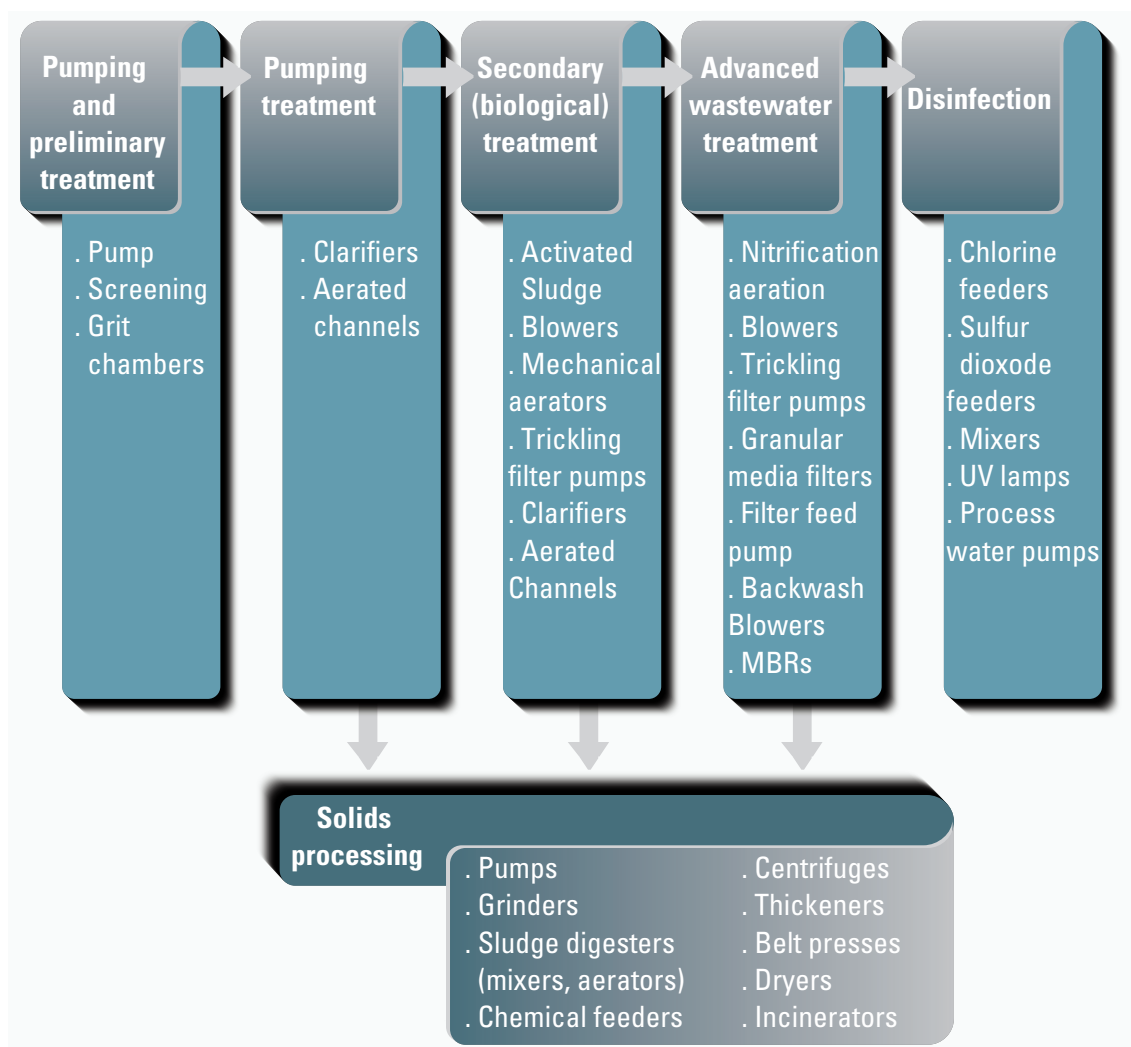 Pumping
and
preliminary
treatment
. Pump
. Screening
. Grit
chambers
Pumping
treatment
. Clarifiers
. Aerated
channels
Secondary
(biological)
treatment
. Activated
Sludge
. Blowers
. Mechanical
aerators
. Trickling
filter pumps
. Clarifiers
. Aerated
Channels
Advanced
wastewater
treatment
. Nitrification
aeration
. Blowers
. Trickling
filter pumps
. Granular
media filters
. Filter feed
pump
. Backwash
Blowers
. MBRs
Disinfection
. Chlorine
feeders
. Sulfur
dioxode
feeders
. Mixers
. UV lamps
. Process
water pumps
Solids
processing
. Pumps
. Grinders
. Sludge digesters
(mixers, aerators)
. Chemical feeders
. Centrifuges
. Thickeners
. Belt presses
. Dryers
. Incinerators